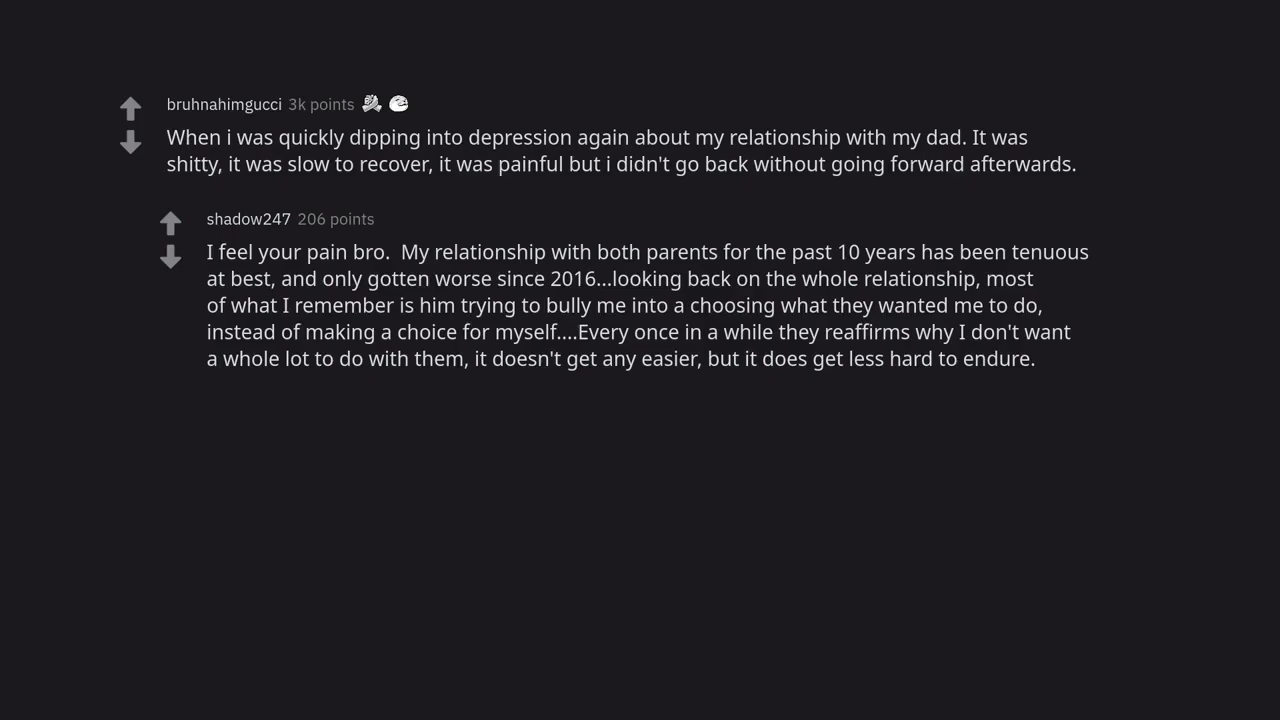 bruhnahimgucci 3k points
When i was quickly dipping into depression again about my relationship with my dad. It was
shitty, it was slow to recover, it was painful but i didn't go back without going forward afterwards.
shadow247 206 points
I feel your pain bro.  My relationship with both parents for the past 10 years has been tenuous
at best, and only gotten worse since 2016...looking back on the whole relationship, most
of what I remember is him trying to bully me into a choosing what they wanted me to do,
instead of making a choice for myself....Every once in a while they reaffirms why I don't want
a whole lot to do with them, it doesn't get any easier, but it does get less hard to endure.